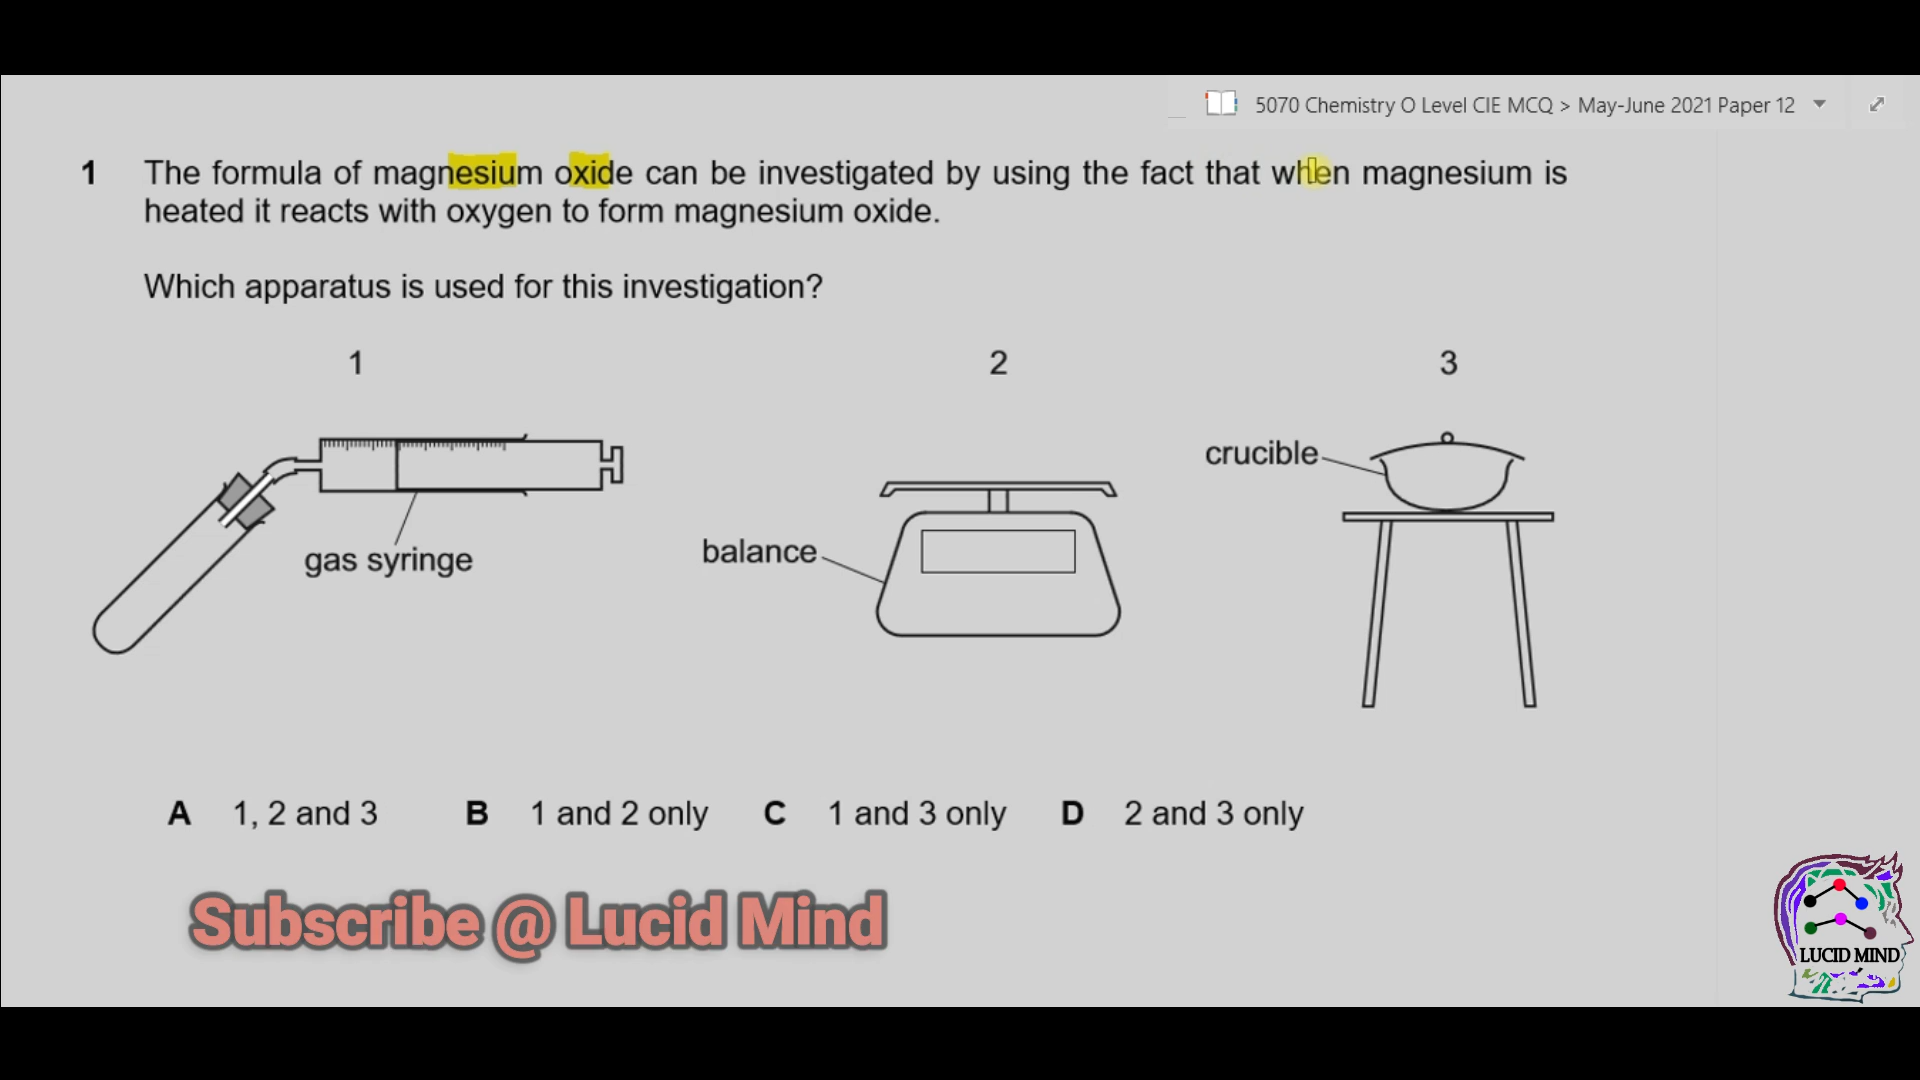 5070 Chemistry O Level CIE MCQ > May-June 2021 Paper 12
1 The formula of magnesium oxide can be investigated by using the fact that when magnesium is
heated it reacts with oxygen to form magnesium oxide.
Which apparatus is used for this investigation?
1 2 3
crucible
gas syringe
balance
A 1, 2 and 3 B 1 and 2 only C 1 and 3 only D 2 and 3 only
Subscribe @ Lucid Mind
LUCID MIND